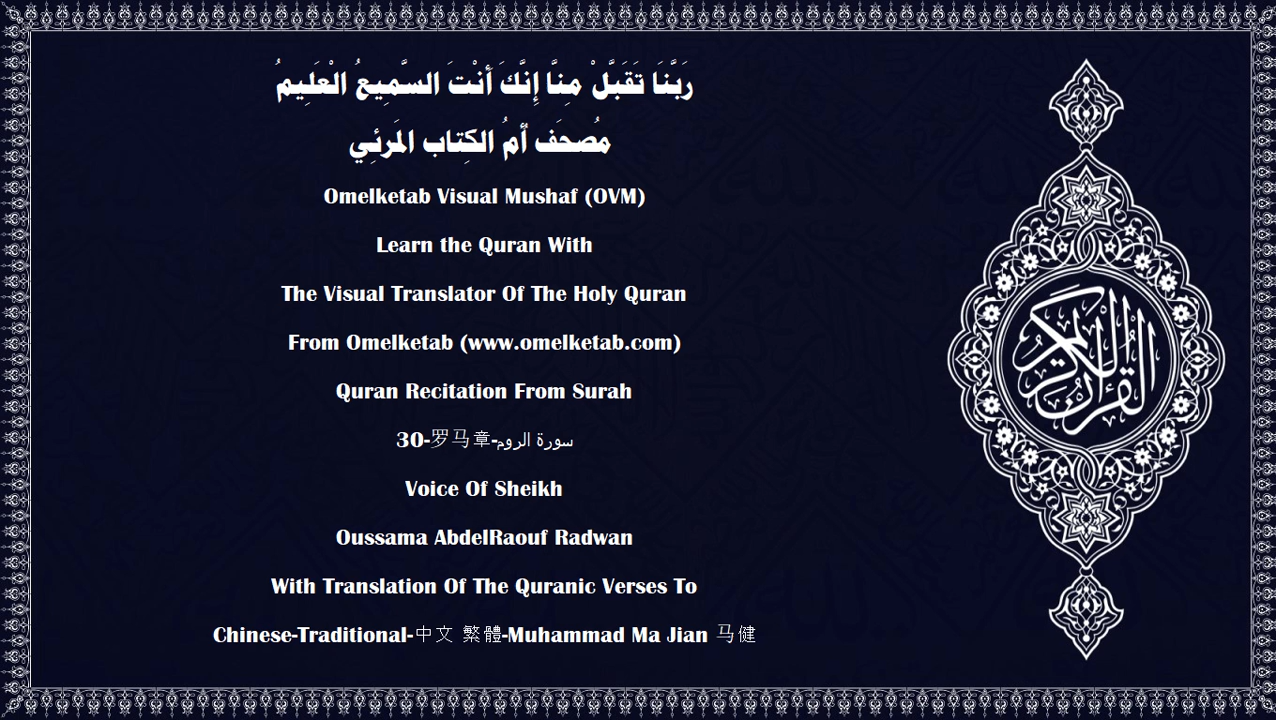 رَبَّنَا تَقَبَّلْ مِنَّا إِنَّكَ أَنْتَ السَّمِيعُ الْعَلِيمُ
مُصحَف أمُ الكِتاب المَرئِي
Omelketab Visual Mushaf (OVM)
Learn the Quran With
The Visual Translator Of The Holy Quran
From Omelketab (www.omelketab.com)
Quran Recitation From Surah
30-罗马章-سورة الروم
Voice Of Sheikh
Oussama AbdelRaouf Radwan
With Translation Of The Quranic Verses To
Chinese-Traditional-中文 繁體-Muhammad Ma Jian 马健
القرآن الكريم